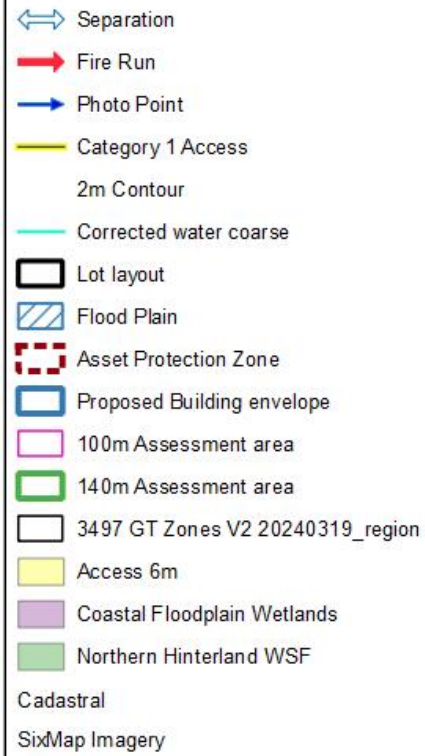 Separation
Fire Run
Photo Point
Category 1 Access
2m Contour
Corrected water coarse
Lot layout
Flood Plain
Asset Protection Zone
Proposed Building envelope
100m Assessment area
140m Assessment area
3497 GT Zones V2 20240319_region
Access 6m
Coastal Floodplain Wetlands
Northern Hinterland WSF
Cadastral
SixMap Imagery